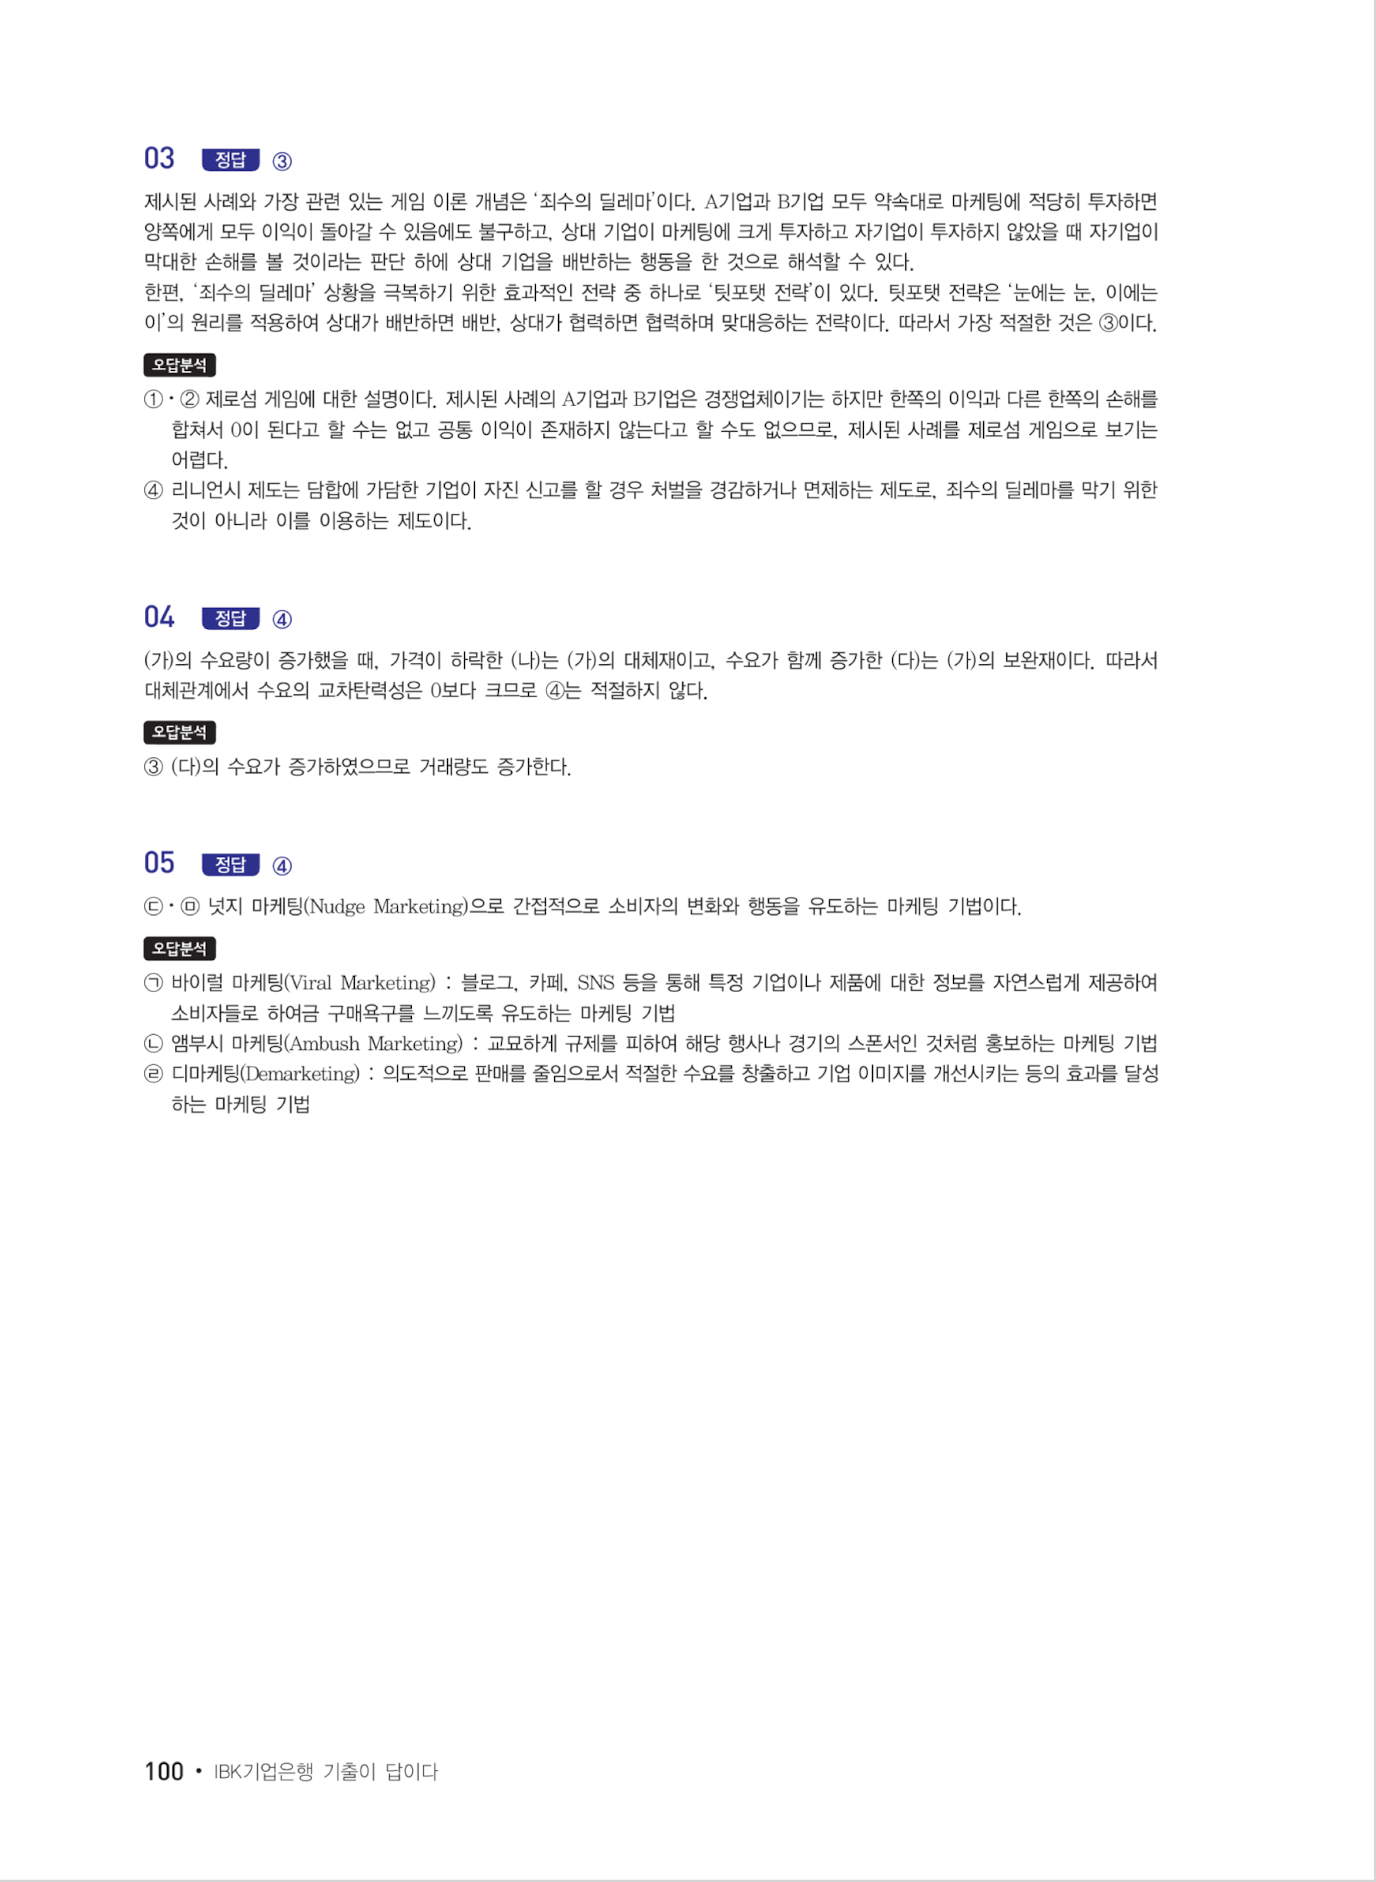 03 정답 ③
제시된 사례와 가장 관련 있는 게임 이론 개념은 ‘죄수의 딜레마’이다. A기업과 B기업 모두 약속대로 마케팅에 적당히 투자하면
양쪽에게 모두 이익이 돌아갈 수 있음에도 불구하고, 상대 기업이 마케팅에 크게 투자하고 자기업이 투자하지 않았을 때 자기업이
막대한 손해를 볼 것이라는 판단 하에 상대 기업을 배반하는 행동을 한 것으로 해석할 수 있다.
한편, ‘죄수의 딜레마’ 상황을 극복하기 위한 효과적인 전략 중 하나로 ‘팃포탯 전략’이 있다. 팃포탯 전략은 ‘눈에는 눈, 이에는
이’의 원리를 적용하여 상대가 배반하면 배반, 상대가 협력하면 협력하며 맞대응하는 전략이다. 따라서 가장 적절한 것은 ③이다.
오답분석
①·② 제로섬 게임에 대한 설명이다. 제시된 사례의 A기업과 B기업은 경쟁업체이기는 하지만 한쪽의 이익과 다른 한쪽의 손해를
합쳐서 0이 된다고 할 수는 없고 공통 이익이 존재하지 않는다고 할 수도 없으므로, 제시된 사례를 제로섬 게임으로 보기는
어렵다.
④ 리니언시 제도는 담합에 가담한 기업이 자진 신고를 할 경우 처벌을 경감하거나 면제하는 제도로, 죄수의 딜레마를 막기 위한
것이 아니라 이를 이용하는 제도이다.
04 정답 ④
(가)의 수요량이 증가했을 때, 가격이 하락한 (나)는 (가)의 대체재이고, 수요가 함께 증가한 (다)는 (가)의 보완재이다. 따라서
대체관계에서 수요의 교차탄력성은 0보다 크므로 ④는 적절하지 않다.
오답분석
③ (다)의 수요가 증가하였으므로 거래량도 증가한다.
05 정답 ④
㉢·㉤ 넛지 마케팅(Nudge Marketing)으로 간접적으로 소비자의 변화와 행동을 유도하는 마케팅 기법이다.
오답분석
㉠ 바이럴 마케팅(Viral Marketing) : 블로그, 카페, SNS 등을 통해 특정 기업이나 제품에 대한 정보를 자연스럽게 제공하여
소비자들로 하여금 구매욕구를 느끼도록 유도하는 마케팅 기법
㉡ 앰부시 마케팅(Ambush Marketing) : 교묘하게 규제를 피하여 해당 행사나 경기의 스폰서인 것처럼 홍보하는 마케팅 기법
㉣ 디마케팅(Demarketing) : 의도적으로 판매를 줄임으로서 적절한 수요를 창출하고 기업 이미지를 개선시키는 등의 효과를 달성
하는 마케팅 기법
100 • IBK기업은행 기출이 답이다